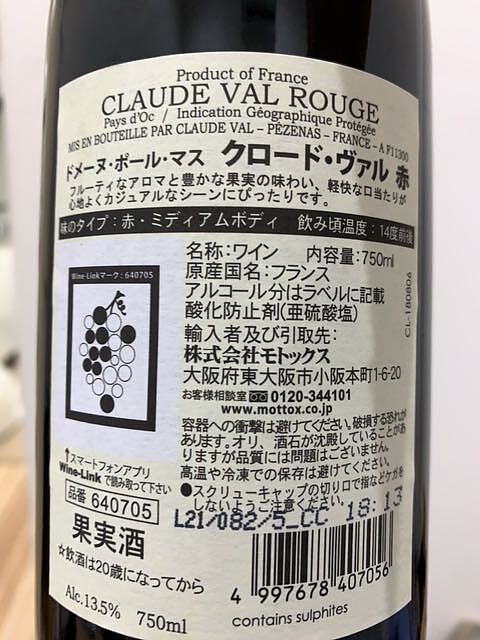 Product of France
CLAUDE VAL ROUGE
Pays d'Oc / Indication Géographique Protégée
MIS EN BOUTEILLE PAR CLAUDE VAL – PÉZENAS – FRANCE – A F11300
ドメーヌ・ポール・マス クロード・ヴァル 赤
フルーティなアロマと豊かな果実の味わい、軽快な口当たりが
心地よくカジュアルなシーンにぴったりです。
味のタイプ：赤・ミディアムボディ 飲み頃温度：14度前後
名称:ワイン 内容量:750ml
原産国名:フランス
アルコール分はラベルに記載
酸化防止剤(亜硫酸塩)
輸入者及び引取先:
株式会社モトックス
大阪府東大阪市小阪本町1-6-20
お客様相談室 0120-344101
www.mottox.co.jp
容器への衝撃は避けてください。破損する恐れが
あります。オリ、酒石が沈殿していることがあ
りますが品質には問題はございません。
高温や冷凍での保存は避けてください。
●スクリューキャップの切り口で指などケガを
しないようご注意ください。
CL-180806
Wine-Linkマーク:640705
↑スマートフォンアプリ
Wine-Linkで読み取って下さい
品番 640705
L21/082/5_CC 18:13
果実酒
☆飲酒は20歳になってから
Alc.13.5% 750ml
4 997678 407056
contains sulphites